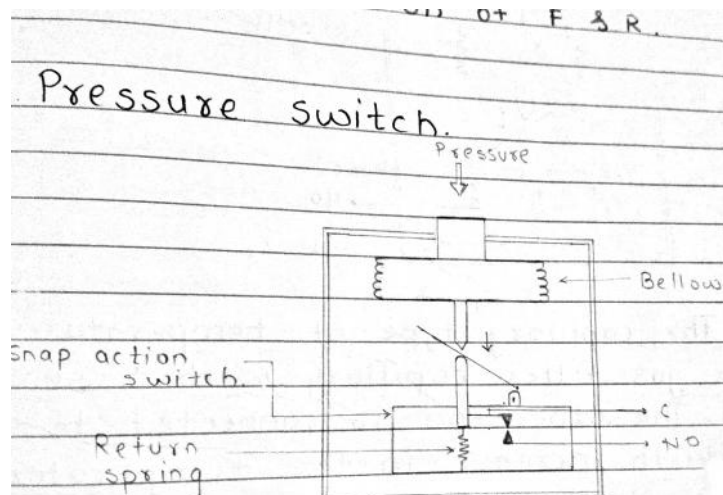 of F & R.
Pressure switch.
Pressure
Bellow
snap action
switch.
C
NO
Return
spring